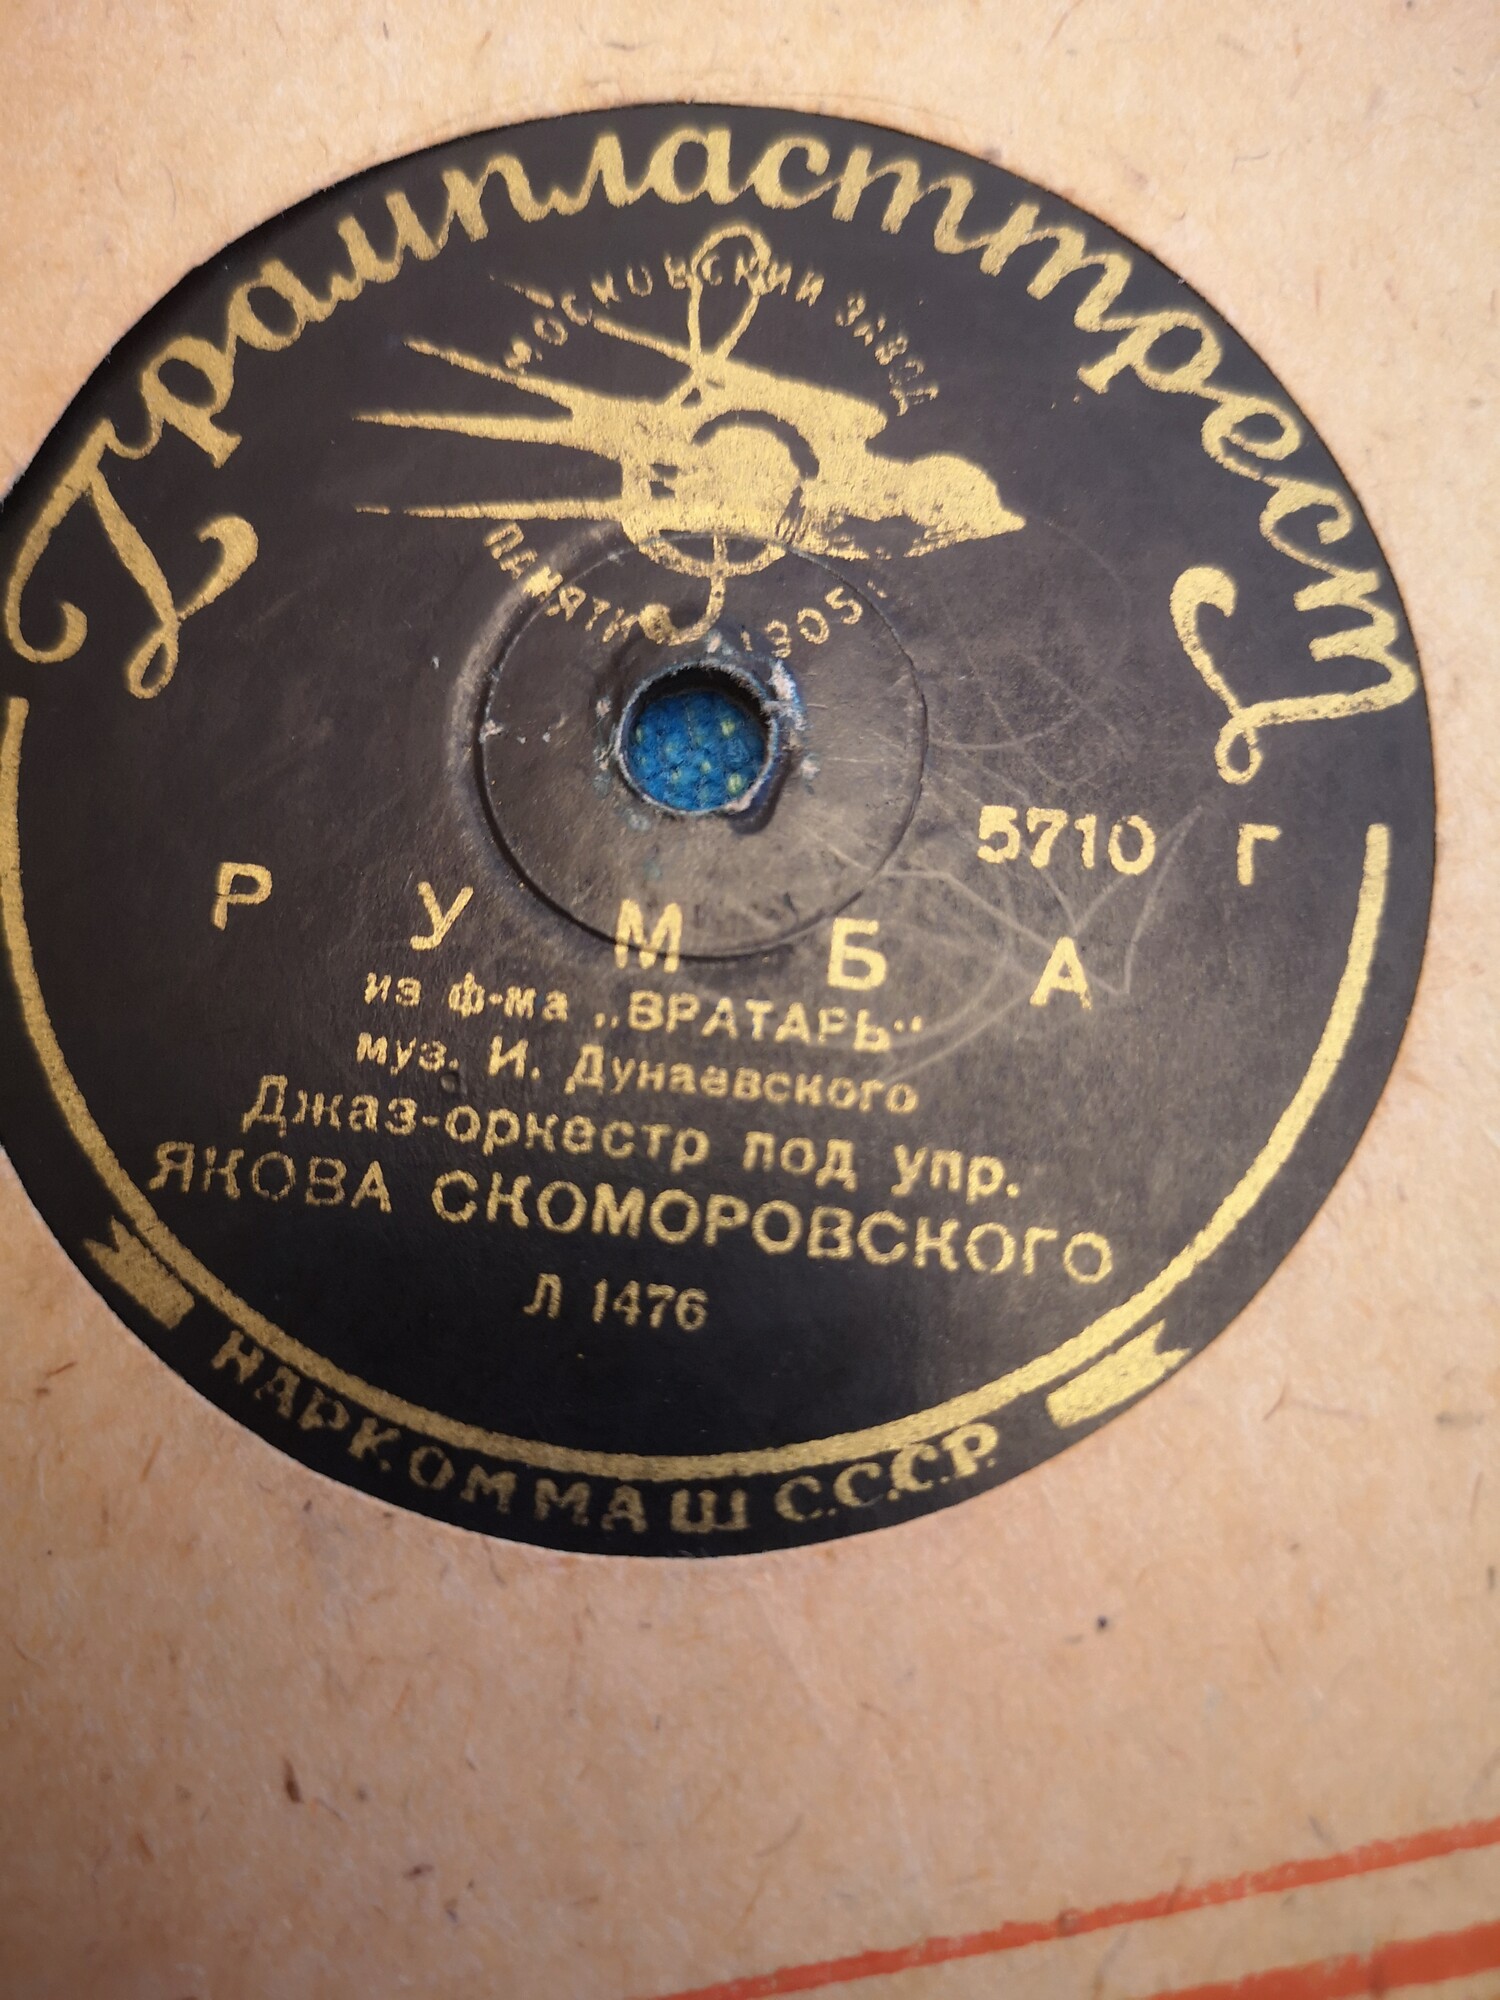 Грампласттрест
МОСКОВСКИЙ ЗАВОД
ПАМЯТИ 1905 г.
5710 Г
РУМБА
из ф-ма „ВРАТАРЬ"
муз. И. Дунаевского
Джаз-оркестр под упр.
ЯКОВА СКОМОРОВСКОГО
Л 1476
НАРКОММАШ С.С.С.Р.